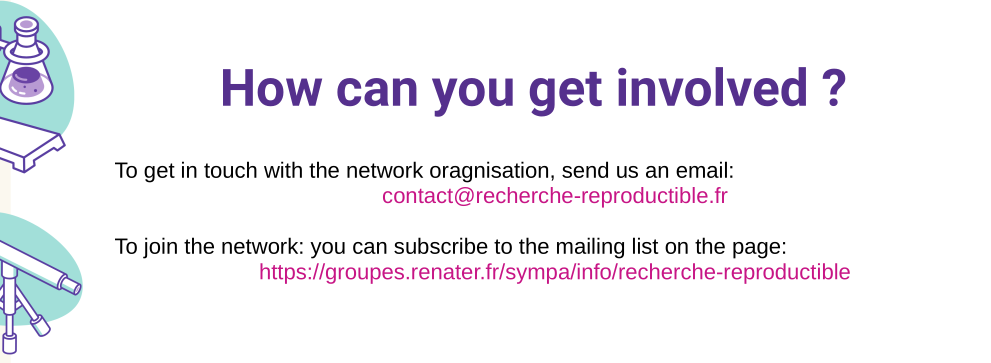 How can you get involved ?
To get in touch with the network oragnisation, send us an email:
contact@recherche-reproductible.fr
To join the network: you can subscribe to the mailing list on the page:
https://groupes.renater.fr/sympa/info/recherche-reproductible